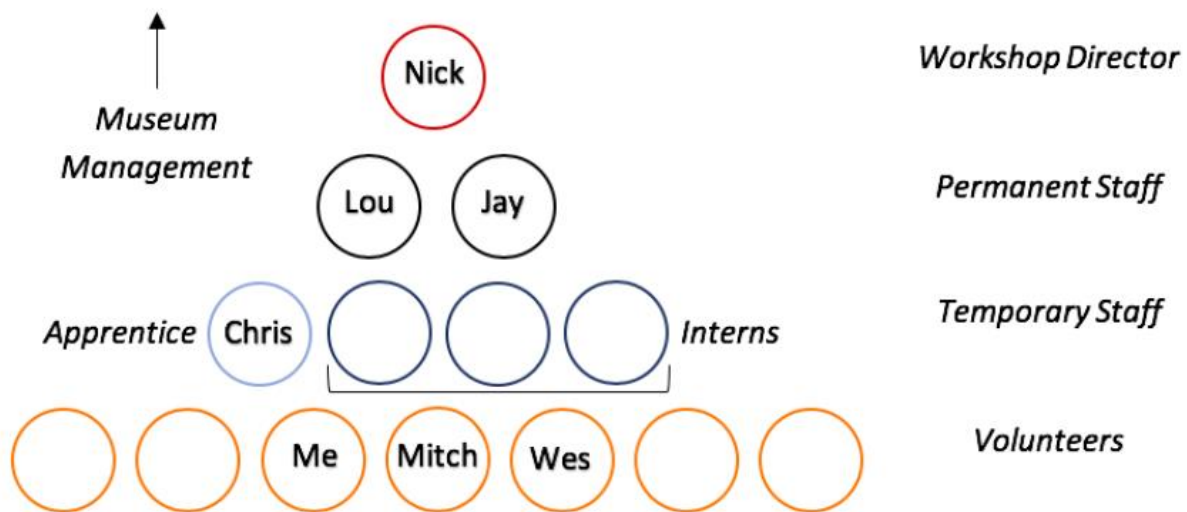 Nick
Workshop Director
Museum
Management
Lou
Jay
Permanent Staff
Apprentice
Chris
Interns
Temporary Staff
Me
Mitch
Wes
Volunteers